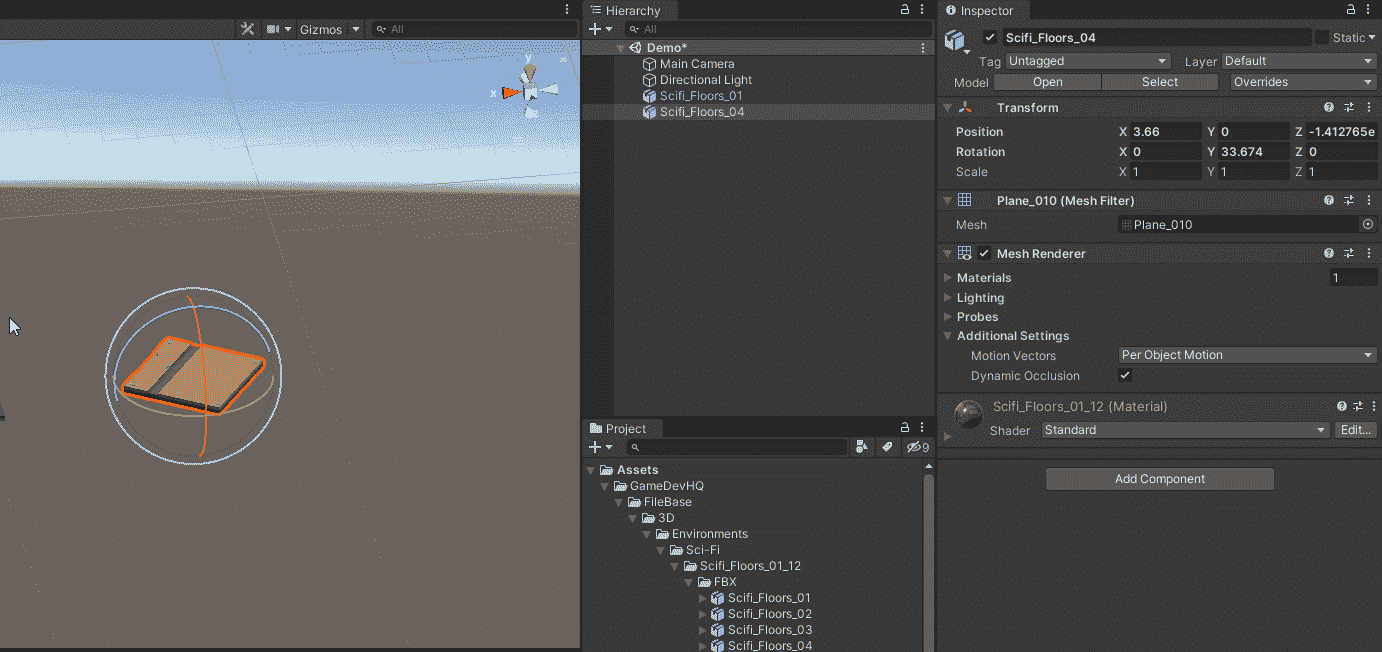 Gizmos
All
y
x
Hierarchy
All
Demo*
Main Camera
Directional Light
Scifi_Floors_01
Scifi_Floors_04
Project
9
Assets
GameDevHQ
FileBase
3D
Environments
Sci-Fi
Scifi_Floors_01_12
FBX
Scifi_Floors_01
Scifi_Floors_02
Scifi_Floors_03
Scifi_Floors_04
Inspector
Scifi_Floors_04 Static
Tag Untagged Layer Default
Model Open Select Overrides
Transform
Position X 3.66 Y 0 Z -1.412765e
Rotation X 0 Y 33.674 Z 0
Scale X 1 Y 1 Z 1
Plane_010 (Mesh Filter)
Mesh Plane_010
Mesh Renderer
Materials 1
Lighting
Probes
Additional Settings
Motion Vectors Per Object Motion
Dynamic Occlusion
Scifi_Floors_01_12 (Material)
Shader Standard Edit...
Add Component